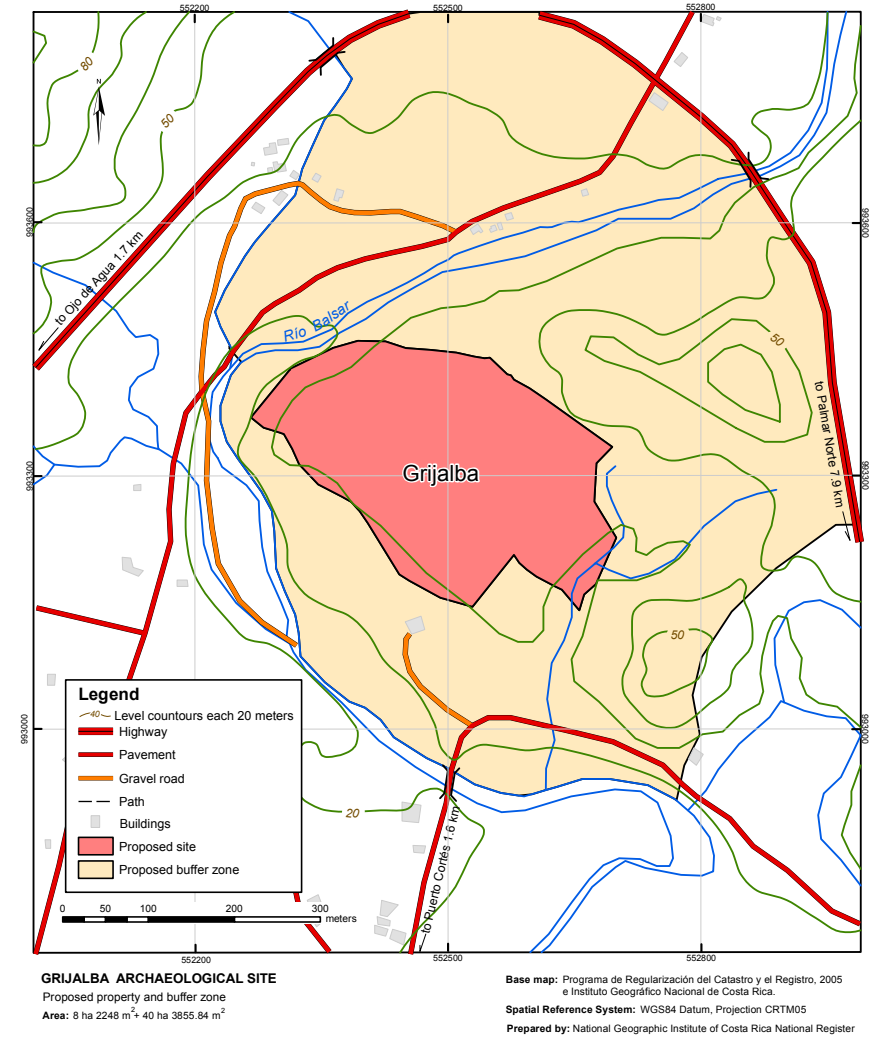 552200
552500
552800
80
50
N
993600
993600
to Ojo de Agua 1.7 km
Río Balsar
50
to Palmar Norte 7.9 km
Grijalba
993300
993300
50
Legend
40 Level contours each 20 meters
Highway
Pavement
Gravel road
Path
Buildings
Proposed site
Proposed buffer zone
993000
993000
20
to Puerto Cortés 1.6 km
0 50 100 200 300 meters
552200
552500
552800
GRIJALBA ARCHAEOLOGICAL SITE
Proposed property and buffer zone
Area: 8 ha 2248 m2+ 40 ha 3855.84 m2
Base map: Programa de Regularización del Catastro y el Registro, 2005
e Instituto Geográfico Nacional de Costa Rica.
Spatial Reference System: WGS84 Datum, Projection CRTM05
Prepared by: National Geographic Institute of Costa Rica National Register